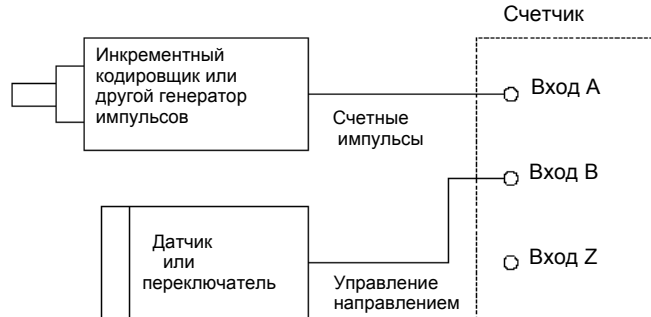 Счетчик
Инкрементный
кодировщик или
другой генератор
импульсов
Вход A
Счетные
импульсы
Вход B
Датчик
или
переключатель
Вход Z
Управление
направлением